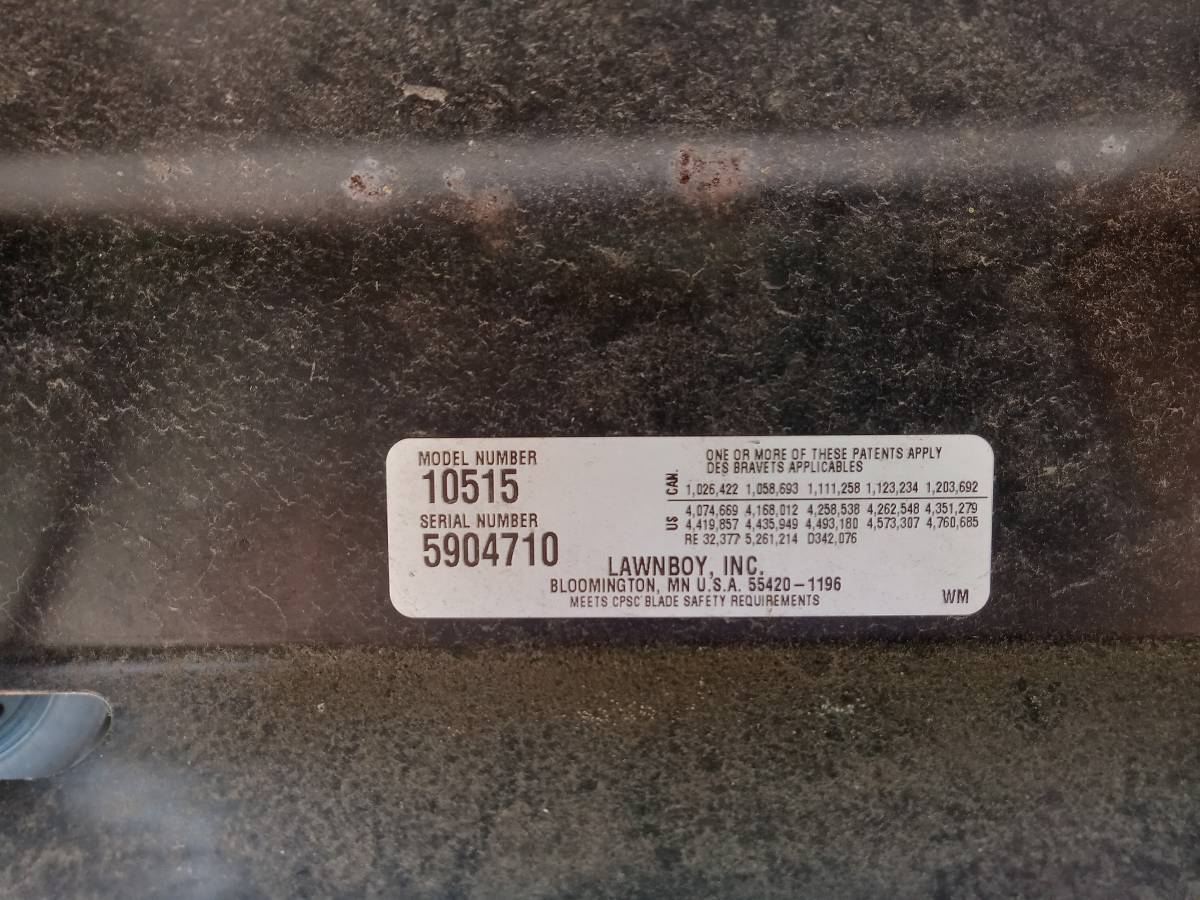 MODEL NUMBER
10515
SERIAL NUMBER
5904710
ONE OR MORE OF THESE PATENTS APPLY
DES BRAVETS APPLICABLES
CAN.
1,026,422 1,058,693 1,111,258 1,123,234 1,203,692
US
4,074,669 4,168,012 4,258,538 4,262,548 4,351,279
4,419,857 4,435,949 4,493,180 4,573,307 4,760,685
RE 32,377 5,261,214 D342,076
LAWNBOY, INC.
BLOOMINGTON, MN U.S.A. 55420-1196
MEETS CPSC BLADE SAFETY REQUIREMENTS
WM